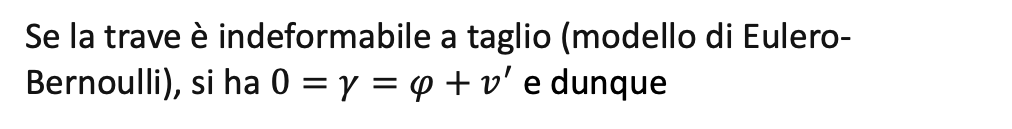 Se la trave è indeformabile a taglio (modello di Eulero-
Bernoulli), si ha 0 = γ = φ + v′ e dunque